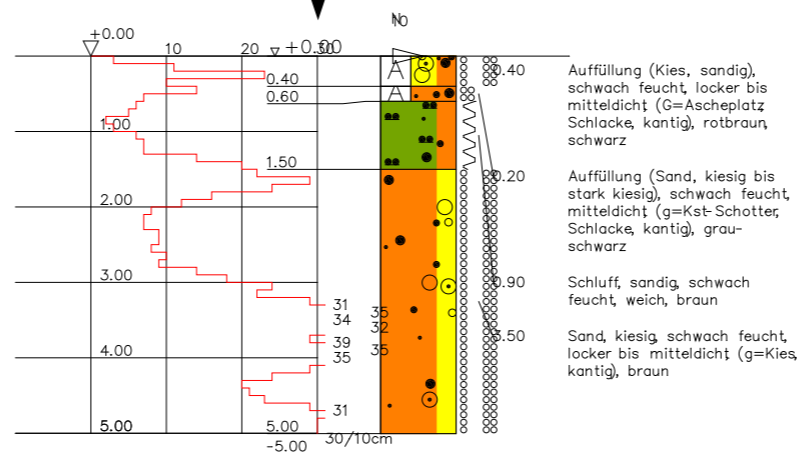 +0.00
10
20
30
+0.00
N0
0.40
0.60
1.00
1.50
2.00
3.00
4.00
5.00
5.00
-5.00
30/10cm
31
34
35
32
39
35
35
31
A
A
0.40
Auffüllung (Kies, sandig),
schwach feucht, locker bis
mitteldicht, (G=Ascheplatz,
Schlacke, kantig), rotbraun,
schwarz
0.20
Auffüllung (Sand, kiesig bis
stark kiesig), schwach feucht,
mitteldicht, (g=Kst-Schotter,
Schlacke, kantig), grau-
schwarz
0.90
Schluff, sandig, schwach
feucht, weich, braun
3.50
Sand, kiesig, schwach feucht,
locker bis mitteldicht, (g=Kies,
kantig), braun